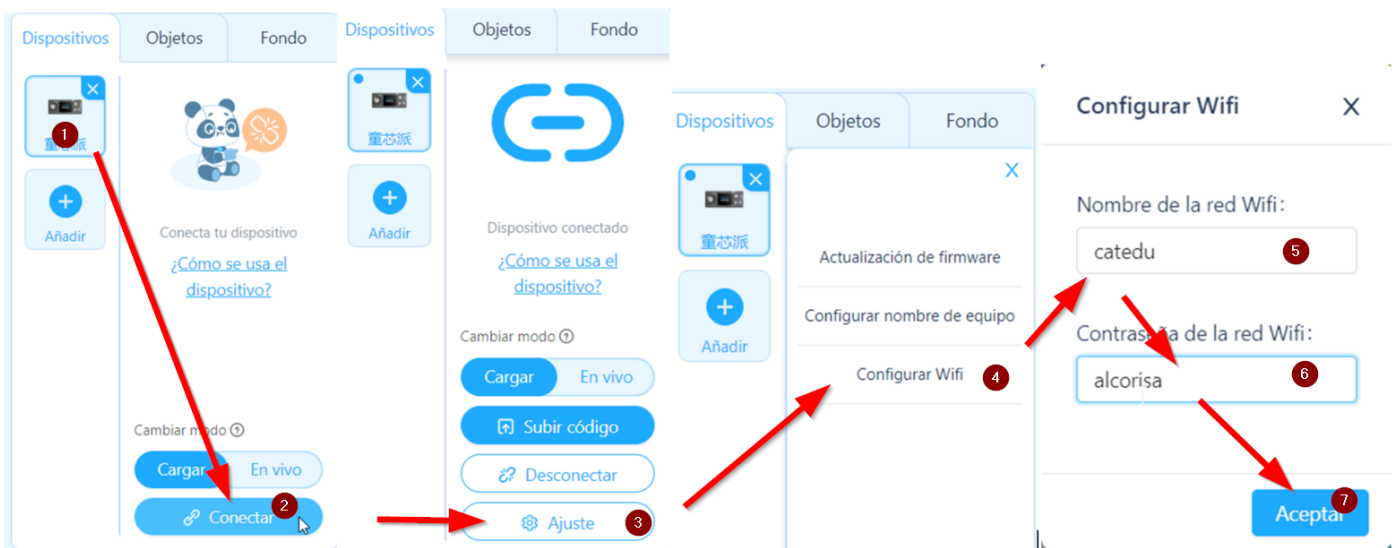 Dispositivos
Objetos
Fondo
1
童芯派
Añadir
Conecta tu dispositivo
¿Cómo se usa el
dispositivo?
Cambiar modo
Cargar
En vivo
Conectar
2
Dispositivos
Objetos
Fondo
童芯派
Añadir
Dispositivo conectado
¿Cómo se usa el
dispositivo?
Cambiar modo
Cargar
En vivo
Subir código
Desconectar
Ajuste
3
Dispositivos
Objetos
Fondo
童芯派
Añadir
X
Actualización de firmware
Configurar nombre de equipo
Configurar Wifi
4
Configurar Wifi
X
Nombre de la red Wifi:
catedu
5
Contraseña de la red Wifi:
alcorisa
6
Aceptar
7